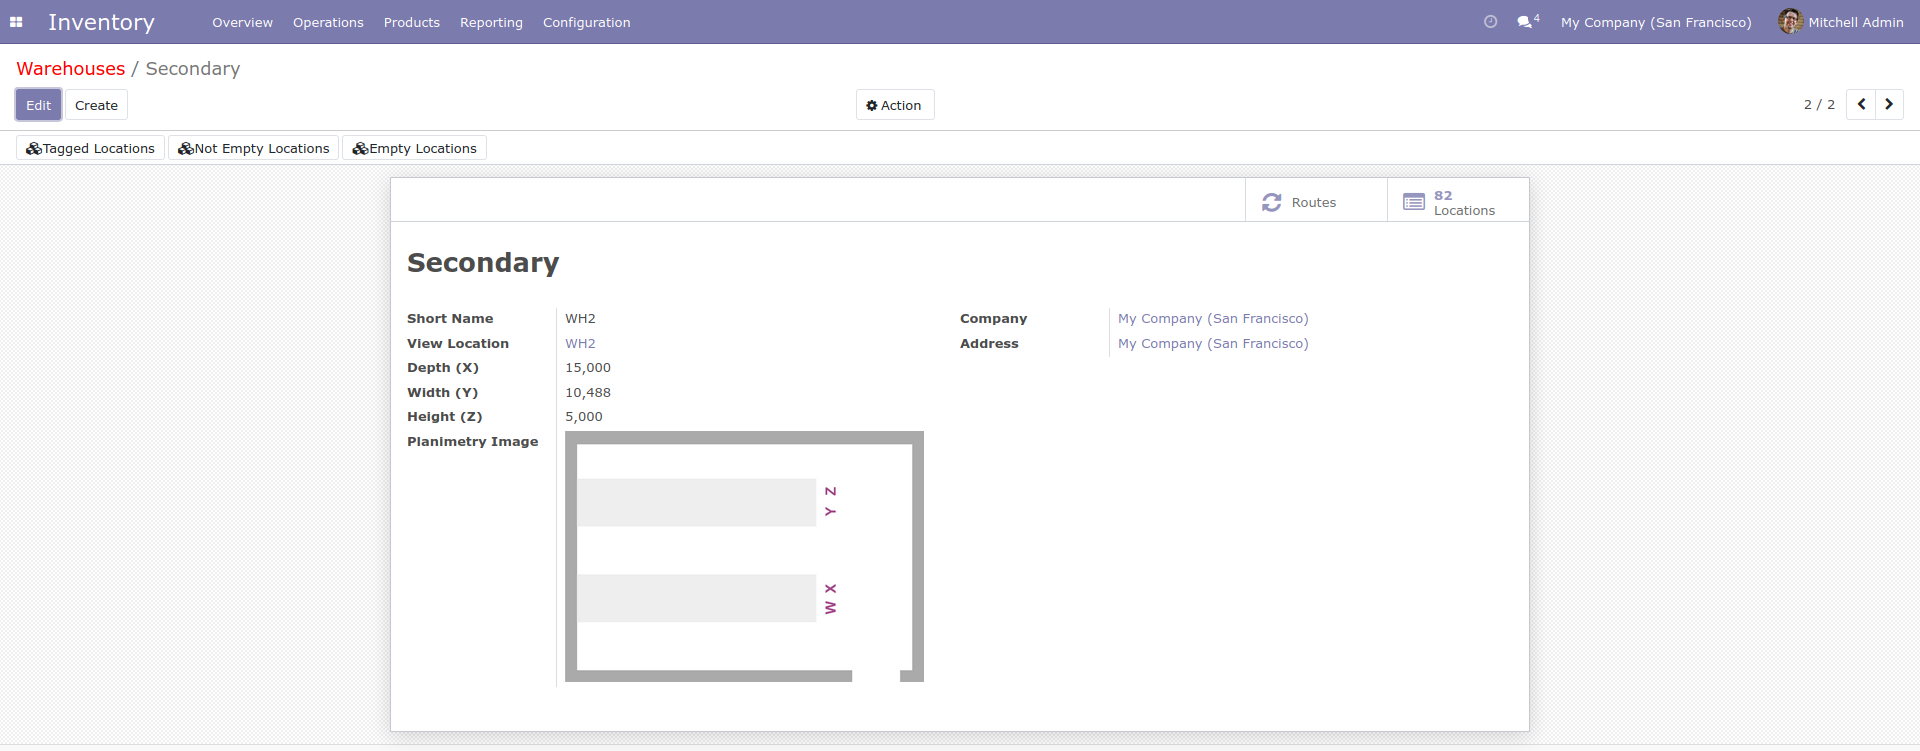 Inventory Overview Operations Products Reporting Configuration 4 My Company (San Francisco) Mitchell Admin
Warehouses / Secondary
Edit Create Action 2 / 2
Tagged Locations Not Empty Locations Empty Locations
Routes 82 Locations
Secondary
Short Name WH2 Company My Company (San Francisco)
View Location WH2 Address My Company (San Francisco)
Depth (X) 15,000
Width (Y) 10,488
Height (Z) 5,000
Planimetry Image
Y Z
W X